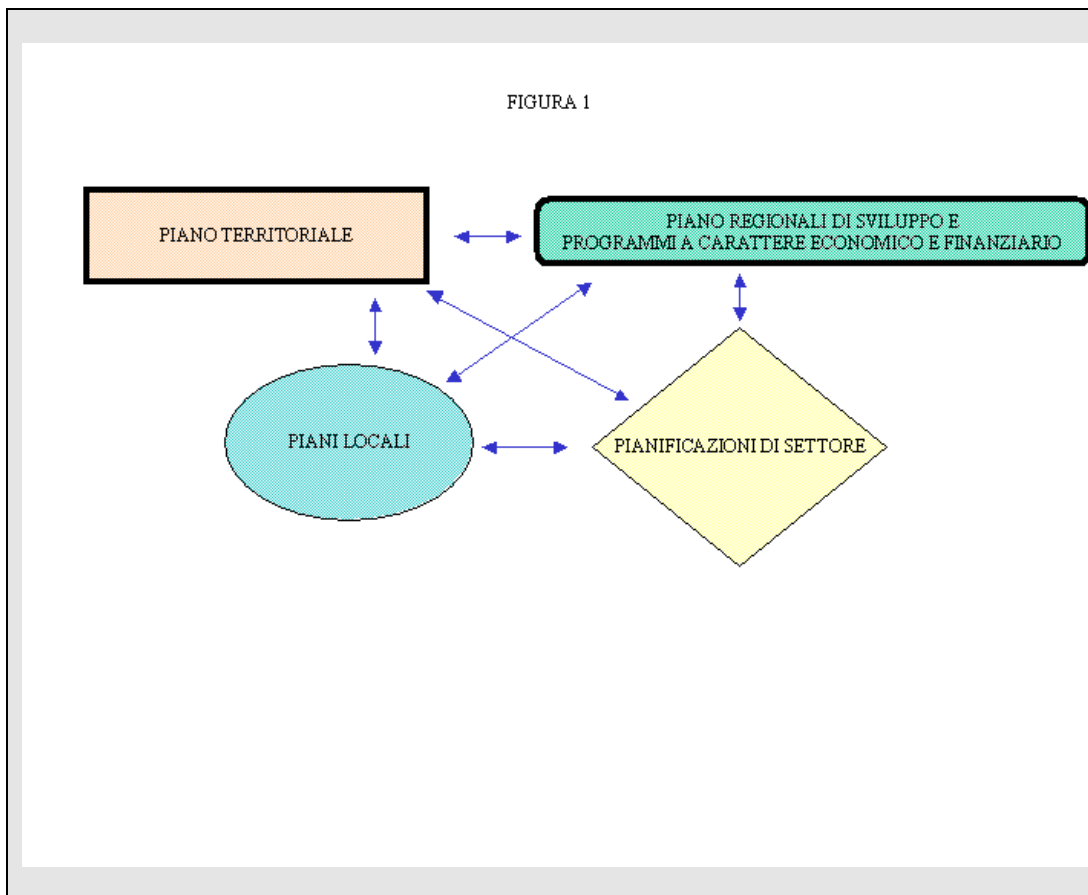 FIGURA 1
PIANO TERRITORIALE
PIANO REGIONALI DI SVILUPPO E
PROGRAMMI A CARATTERE ECONOMICO E FINANZIARIO
PIANI LOCALI
PIANIFICAZIONI DI SETTORE